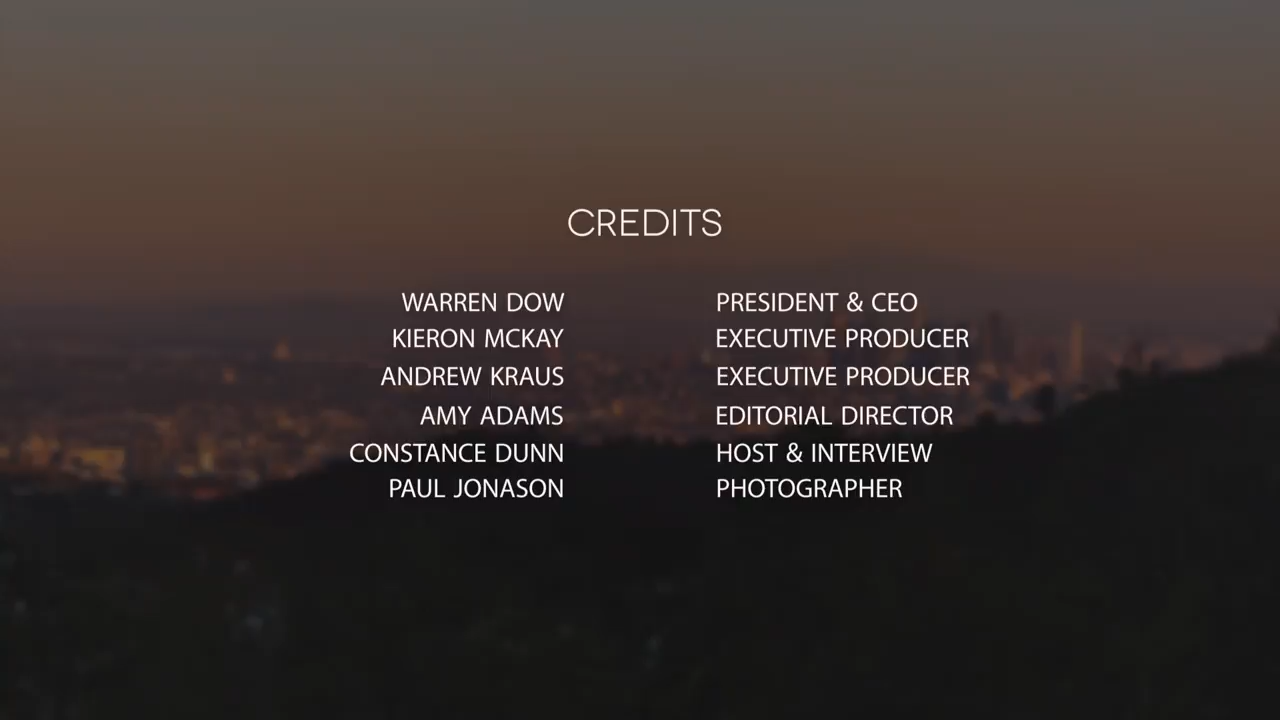 CREDITS
WARREN DOW PRESIDENT & CEO
KIERON MCKAY EXECUTIVE PRODUCER
ANDREW KRAUS EXECUTIVE PRODUCER
AMY ADAMS EDITORIAL DIRECTOR
CONSTANCE DUNN HOST & INTERVIEW
PAUL JONASON PHOTOGRAPHER